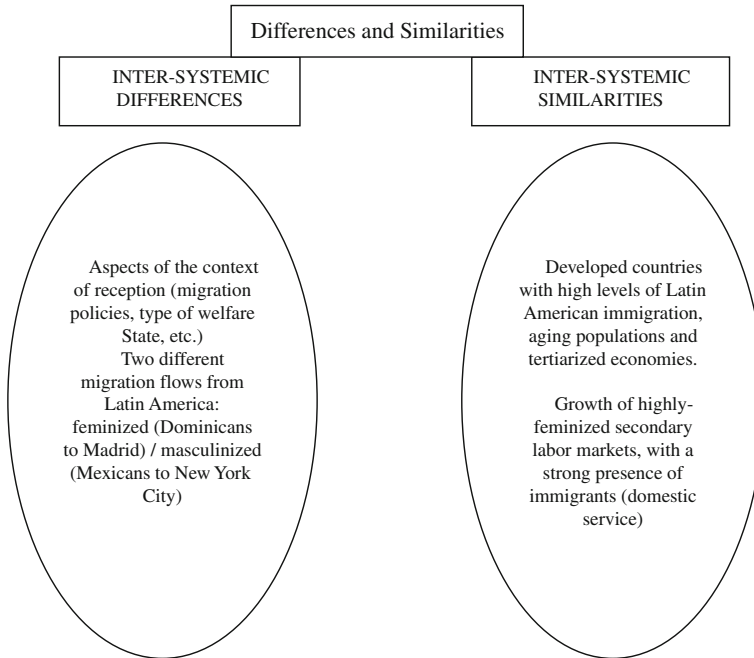 Differences and Similarities
INTER-SYSTEMIC
DIFFERENCES
INTER-SYSTEMIC
SIMILARITIES
Aspects of the context
of reception (migration
policies, type of welfare
State, etc.)
Two different
migration flows from
Latin America:
feminized (Dominicans
to Madrid) / masculinized
(Mexicans to New York
City)
Developed countries
with high levels of Latin
American immigration,
aging populations and
tertiarized economies.
Growth of highly-
feminized secondary
labor markets, with a
strong presence of
immigrants (domestic
service)